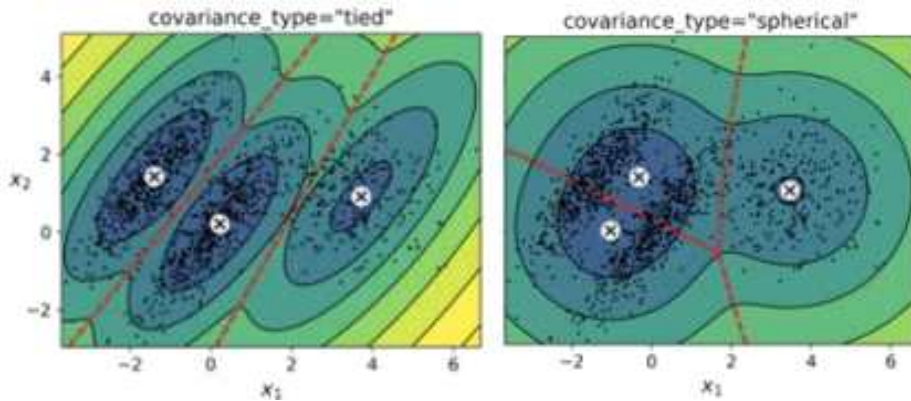 covariance_type="tied"
covariance_type="spherical"
4
2
0
−2
x₂
−2 0 2 4 6
−2 0 2 4 6
x₁
x₁